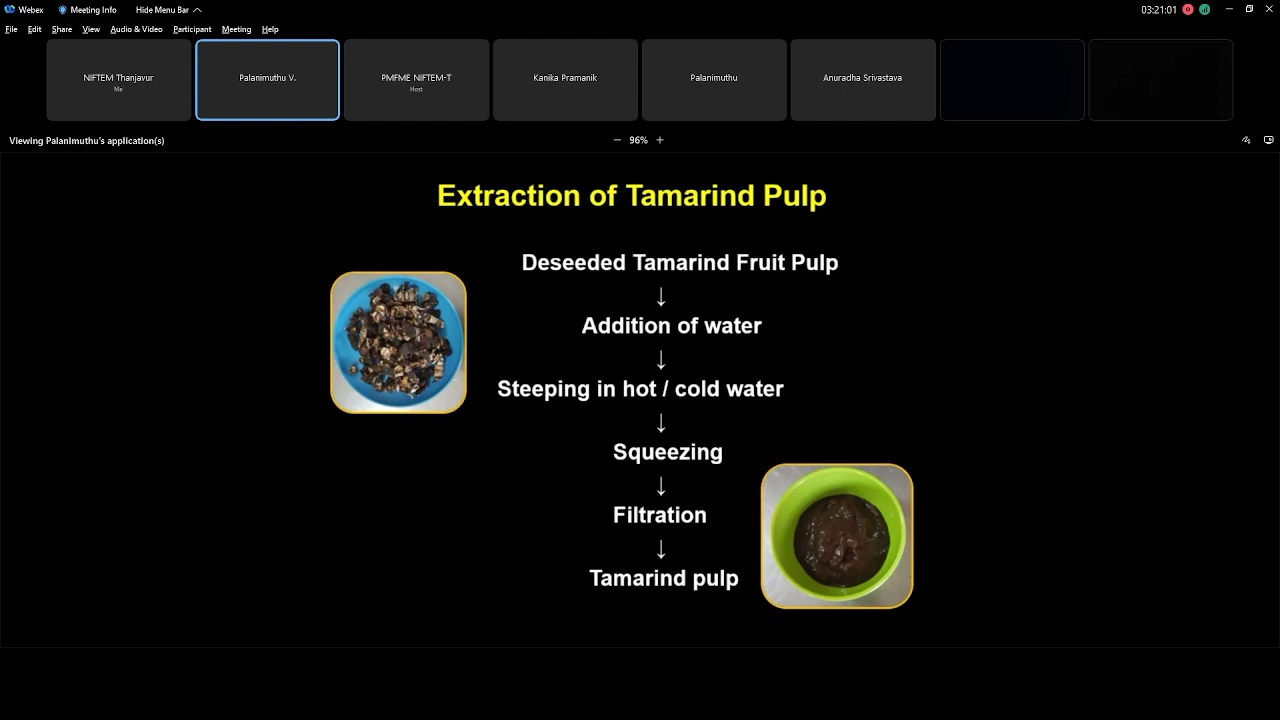 Webex Meeting Info Hide Menu Bar 03:21:01
File Edit Share View Audio & Video Participant Meeting Help
NIFTEM Thanjavur
Me
Palanimuthu V.
PMFME NIFTEM-T
Host
Kanika Pramanik
Palanimuthu
Anuradha Srivastava
Viewing Palanimuthu's application(s) − 96% +
Extraction of Tamarind Pulp
Deseeded Tamarind Fruit Pulp
↓
Addition of water
↓
Steeping in hot / cold water
↓
Squeezing
↓
Filtration
↓
Tamarind pulp